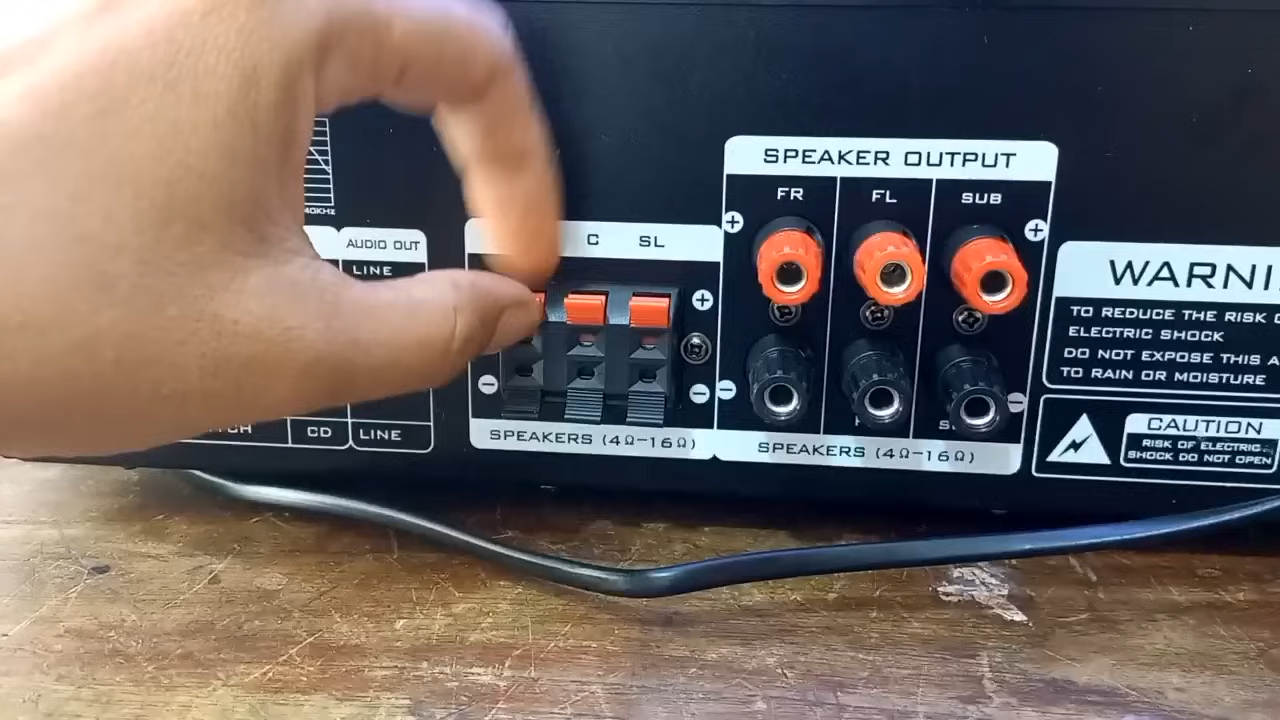 40KHz
AUDIO OUT
LINE
CD
LINE
C SL
+
−
−
SPEAKERS (4Ω-16Ω)
SPEAKER OUTPUT
FR FL SUB
+ +
− −
SPEAKERS (4Ω-16Ω)
TO REDUCE THE RISK
ELECTRIC SHOCK
DO NOT EXPOSE THIS
TO RAIN OR MOISTURE
CAUTION
RISK OF ELECTRIC
SHOCK DO NOT OPEN